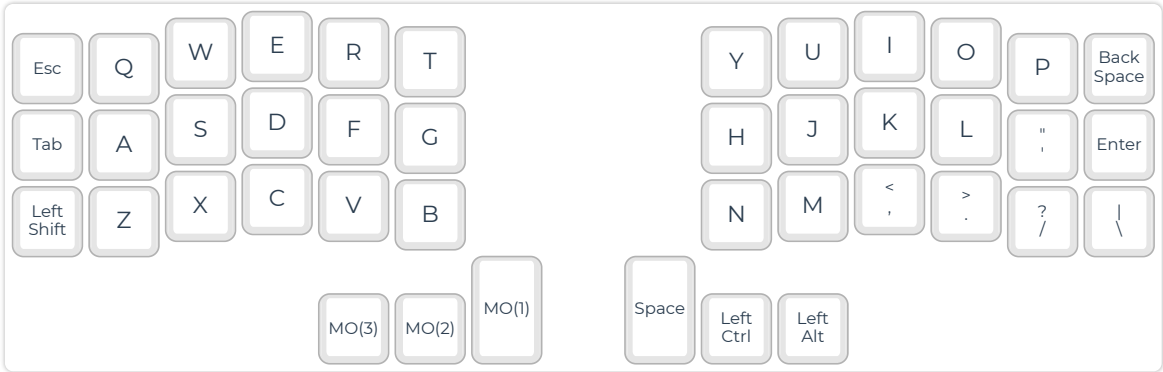 Esc Q W E R T Y U I O P Back
Space
Tab A S D F G H J K L "
' Enter
Left
Shift Z X C V B N M <
, >
. ?
/ |
\
MO(3) MO(2) MO(1) Space Left
Ctrl Left
Alt